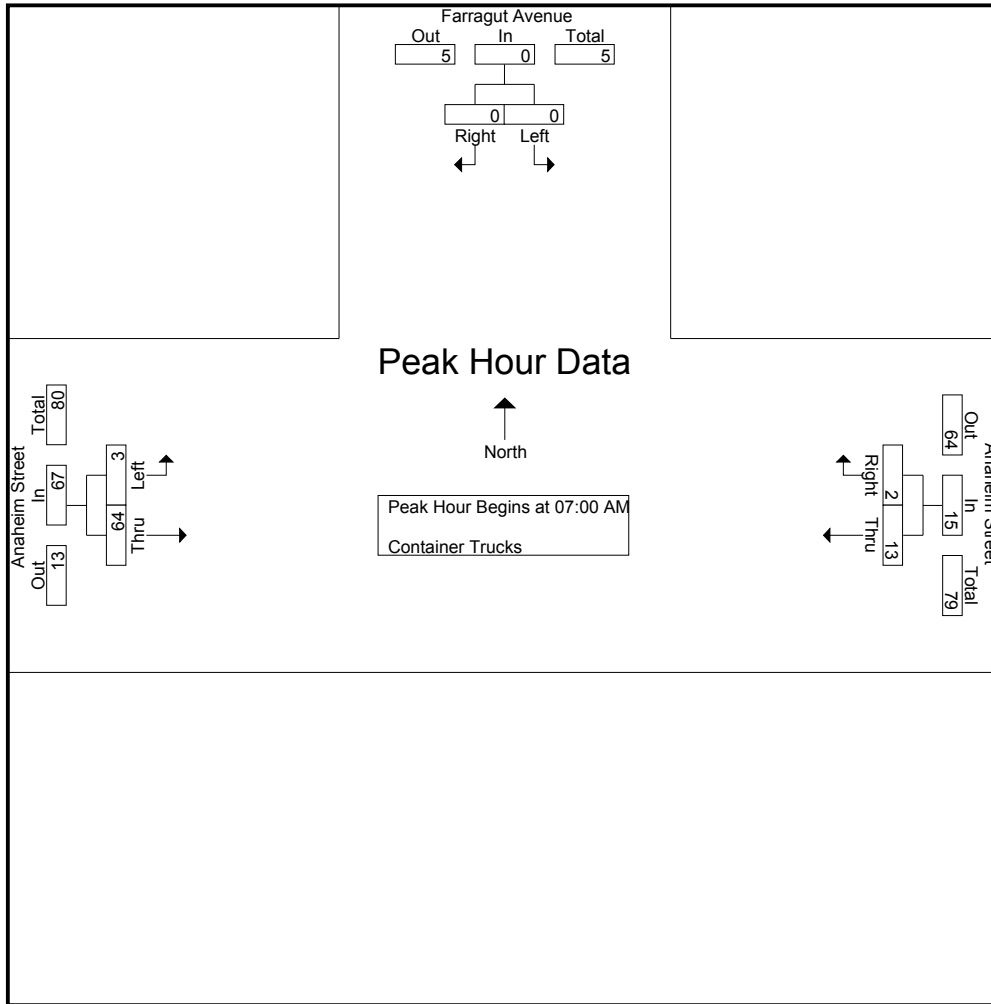 Farragut Avenue
Out In Total
5 0 5
0 0
Right Left
Peak Hour Data
North
Peak Hour Begins at 07:00 AM
Container Trucks
Anaheim Street
Total In Out
80 67 13
3 64
Left Thru
Anaheim Street
Out In Total
64 15 79
2 13
Right Thru